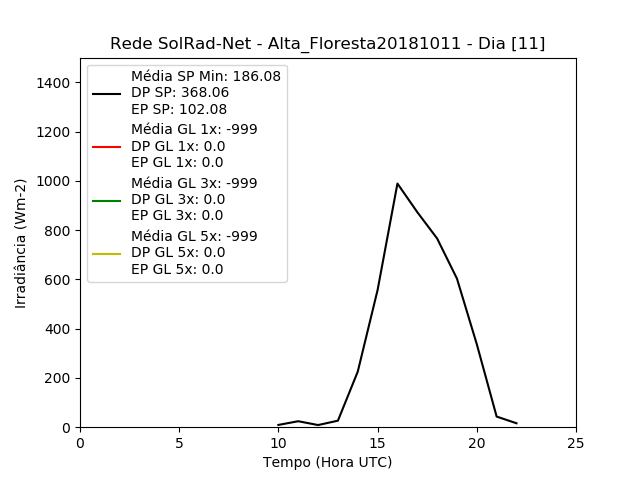 Rede SolRad-Net - Alta_Floresta20181011 - Dia [11]
Média SP Min: 186.08
DP SP: 368.06
EP SP: 102.08
Média GL 1x: -999
DP GL 1x: 0.0
EP GL 1x: 0.0
Média GL 3x: -999
DP GL 3x: 0.0
EP GL 3x: 0.0
Média GL 5x: -999
DP GL 5x: 0.0
EP GL 5x: 0.0
1400
1200
1000
800
600
400
200
0
Irradiância (Wm-2)
0 5 10 15 20 25
Tempo (Hora UTC)